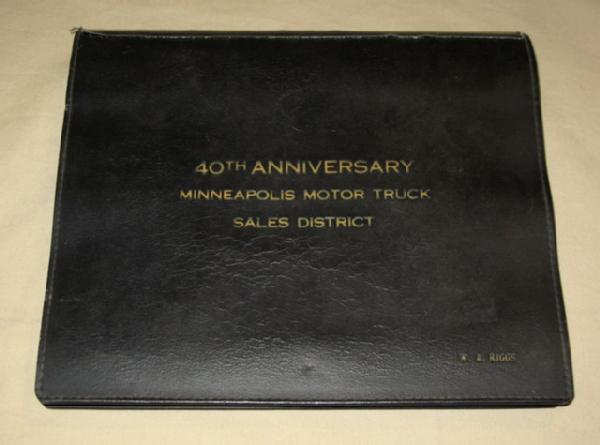 40TH ANNIVERSARY
MINNEAPOLIS MOTOR TRUCK
SALES DISTRICT
W. RIGGS